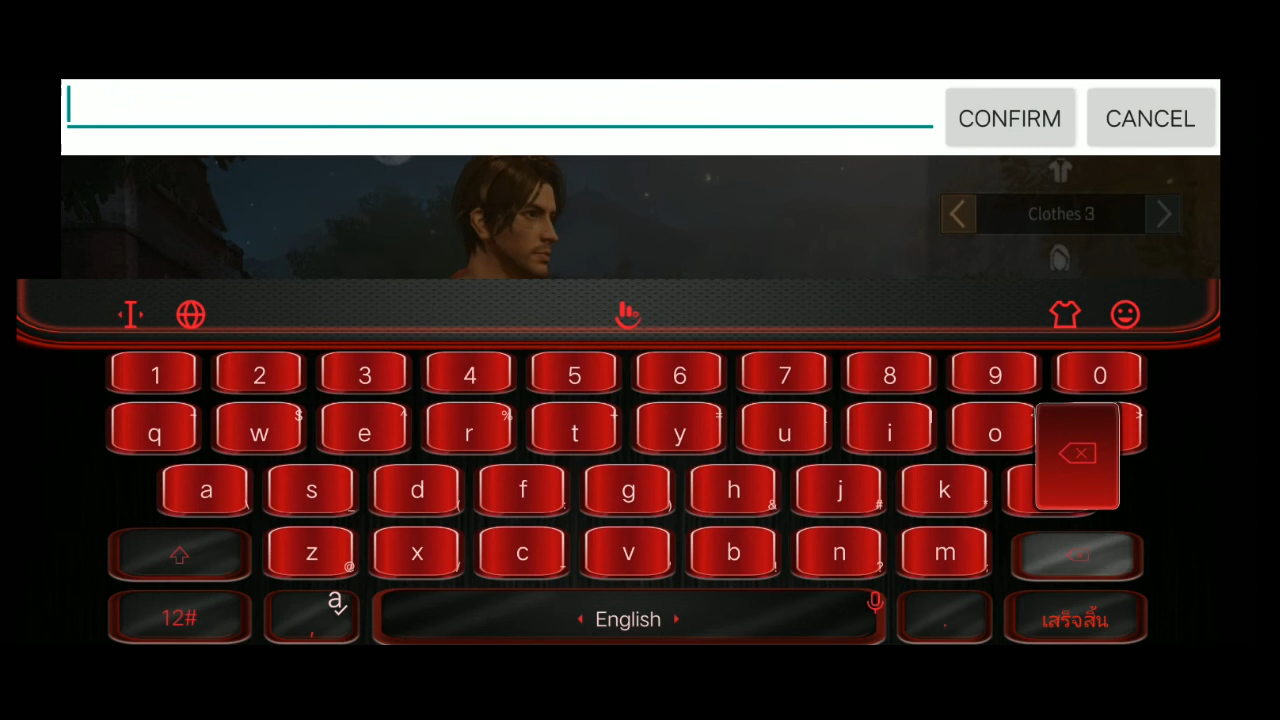 CONFIRM CANCEL
Clothes 3
1 2 3 4 5 6 7 8 9 0
q w $ e ^ r % t + y = u i o >
a \ s _ d ( f : g ) h & j # k *
z @ x / c - v b ! n ? m
12# a , English . เสร็จสิ้น